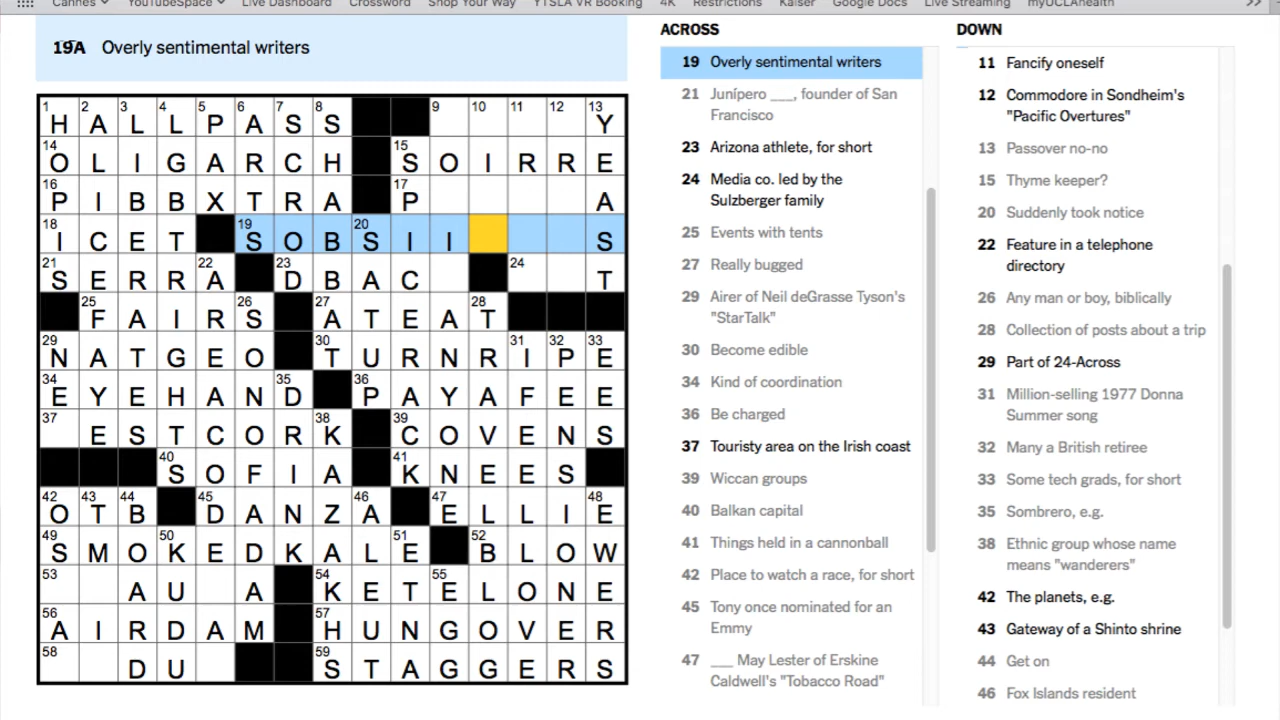 Cannes YouTubeSpace Live Dashboard Crossword Shop Your Way YTSLA VR Booking 4K Restrictions Kaiser Google Docs Live Streaming myUCLAhealth >>
19A Overly sentimental writers
1 2 3 4 5 6 7 8 9 10 11 12 13
H A L L P A S S Y
14 15
O L I G A R C H S O I R R E
16 17
P I B B X T R A P A
18 19 20
I C E T S O B S I I S
21 22 23 24
S E R R A D B A C T
25 26 27 28
F A I R S A T E A T
29 30 31 32 33
N A T G E O T U R N R I P E
34 35 36
E Y E H A N D P A Y A F E E
37 38 39
E S T C O R K C O V E N S
40 41
S O F I A K N E E S
42 43 44 45 46 47 48
O T B D A N Z A E L L I E
49 50 51 52
S M O K E D K A L E B L O W
53 54 55
A U A K E T E L O N E
56 57
A I R D A M H U N G O V E R
58 59
D U S T A G G E R S
ACROSS
19 Overly sentimental writers
21 Junípero ___, founder of San
Francisco
23 Arizona athlete, for short
24 Media co. led by the
Sulzberger family
25 Events with tents
27 Really bugged
29 Airer of Neil deGrasse Tyson's
"StarTalk"
30 Become edible
34 Kind of coordination
36 Be charged
37 Touristy area on the Irish coast
39 Wiccan groups
40 Balkan capital
41 Things held in a cannonball
42 Place to watch a race, for short
45 Tony once nominated for an
Emmy
47 ___ May Lester of Erskine
Caldwell's "Tobacco Road"
DOWN
11 Fancify oneself
12 Commodore in Sondheim's
"Pacific Overtures"
13 Passover no-no
15 Thyme keeper?
20 Suddenly took notice
22 Feature in a telephone
directory
26 Any man or boy, biblically
28 Collection of posts about a trip
29 Part of 24-Across
31 Million-selling 1977 Donna
Summer song
32 Many a British retiree
33 Some tech grads, for short
35 Sombrero, e.g.
38 Ethnic group whose name
means "wanderers"
42 The planets, e.g.
43 Gateway of a Shinto shrine
44 Get on
46 Fox Islands resident